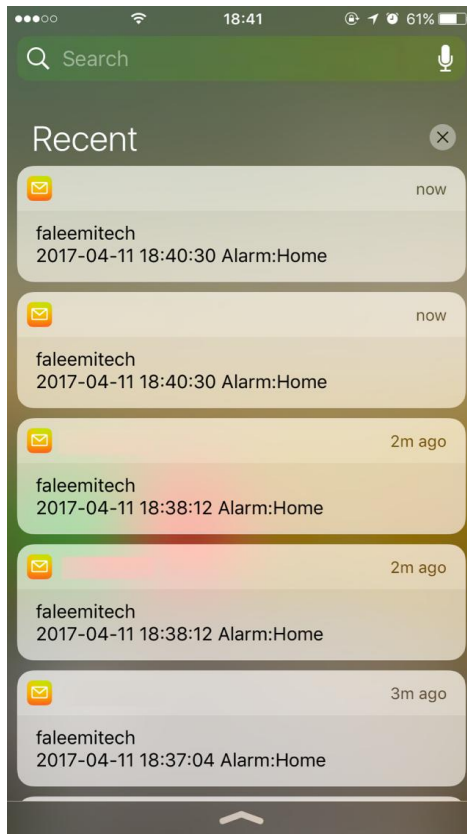 18:41
61%
Search
Recent
now
faleemitech
2017-04-11 18:40:30 Alarm:Home
now
faleemitech
2017-04-11 18:40:30 Alarm:Home
2m ago
faleemitech
2017-04-11 18:38:12 Alarm:Home
2m ago
faleemitech
2017-04-11 18:38:12 Alarm:Home
3m ago
faleemitech
2017-04-11 18:37:04 Alarm:Home